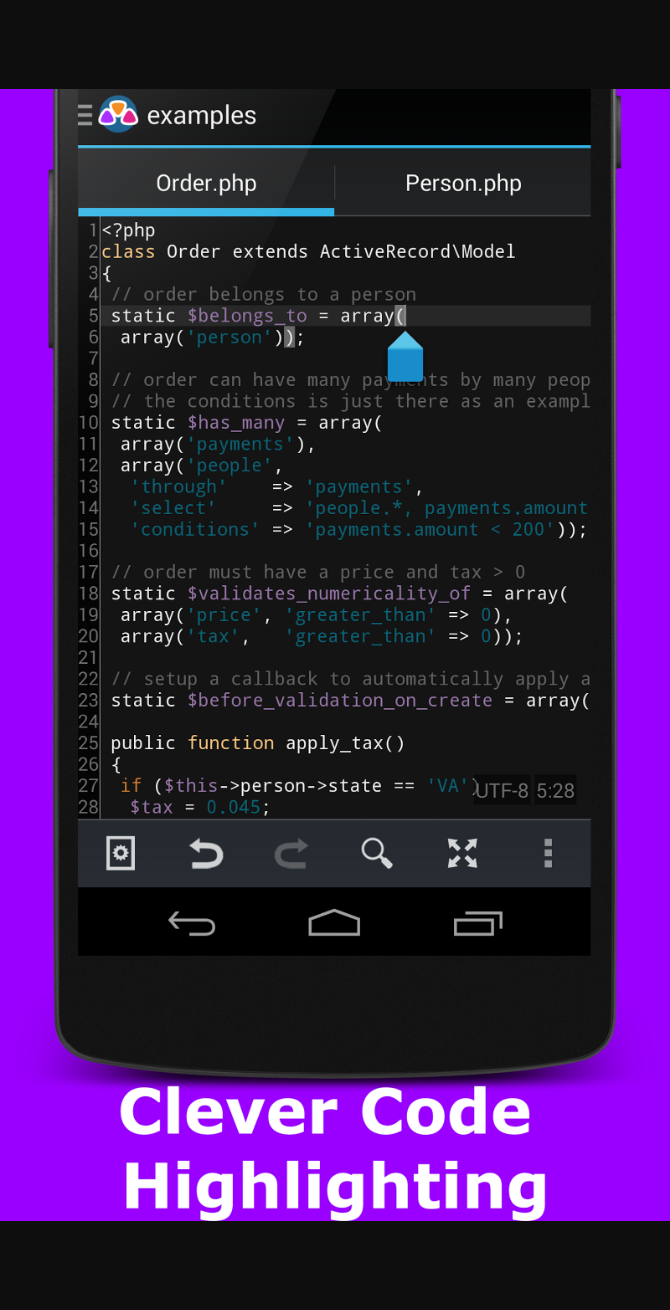 examples
Order.php Person.php
1 <?php
2 class Order extends ActiveRecord\Model
3 {
4 // order belongs to a person
5 static $belongs_to = array(
6 array('person'));
7
8 // order can have many payments by many peop
9 // the conditions is just there as an exampl
10 static $has_many = array(
11 array('payments'),
12 array('people',
13 'through' => 'payments',
14 'select' => 'people.*, payments.amount
15 'conditions' => 'payments.amount < 200'));
16
17 // order must have a price and tax > 0
18 static $validates_numericality_of = array(
19 array('price', 'greater_than' => 0),
20 array('tax', 'greater_than' => 0));
21
22 // setup a callback to automatically apply a
23 static $before_validation_on_create = array(
24
25 public function apply_tax()
26 {
27 if ($this->person->state == 'VA')
UTF-8 5:28
28 $tax = 0.045;
Clever Code
Highlighting